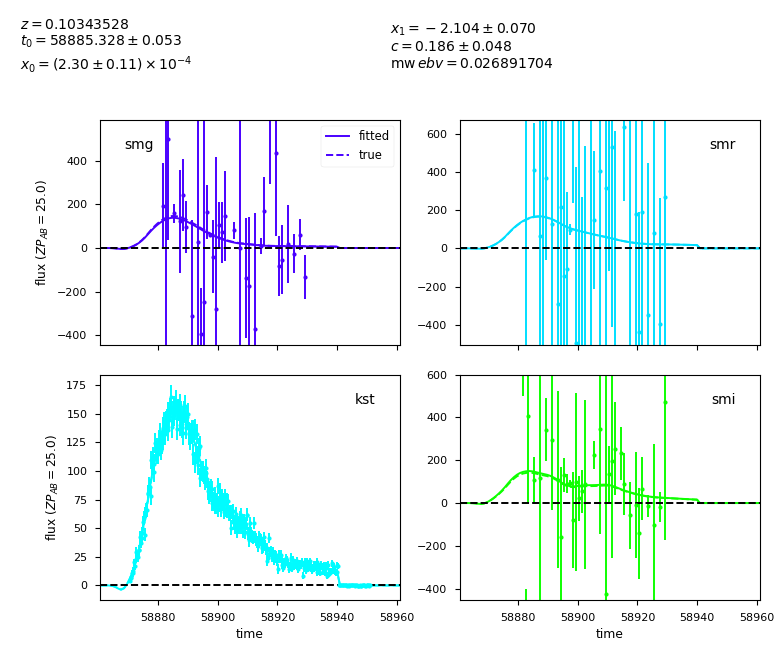 z = 0.10343528
t₀ = 58885.328 ± 0.053
x₀ = (2.30 ± 0.11) × 10⁻⁴
x₁ = −2.104 ± 0.070
c = 0.186 ± 0.048
mw ebv = 0.026891704
smg
fitted
true
flux (ZP_AB = 25.0)
400
200
0
−200
−400
smr
600
400
200
0
−200
−400
kst
flux (ZP_AB = 25.0)
175
150
125
100
75
50
25
0
58880 58900 58920 58940 58960
time
smi
600
400
200
0
−200
−400
58880 58900 58920 58940 58960
time